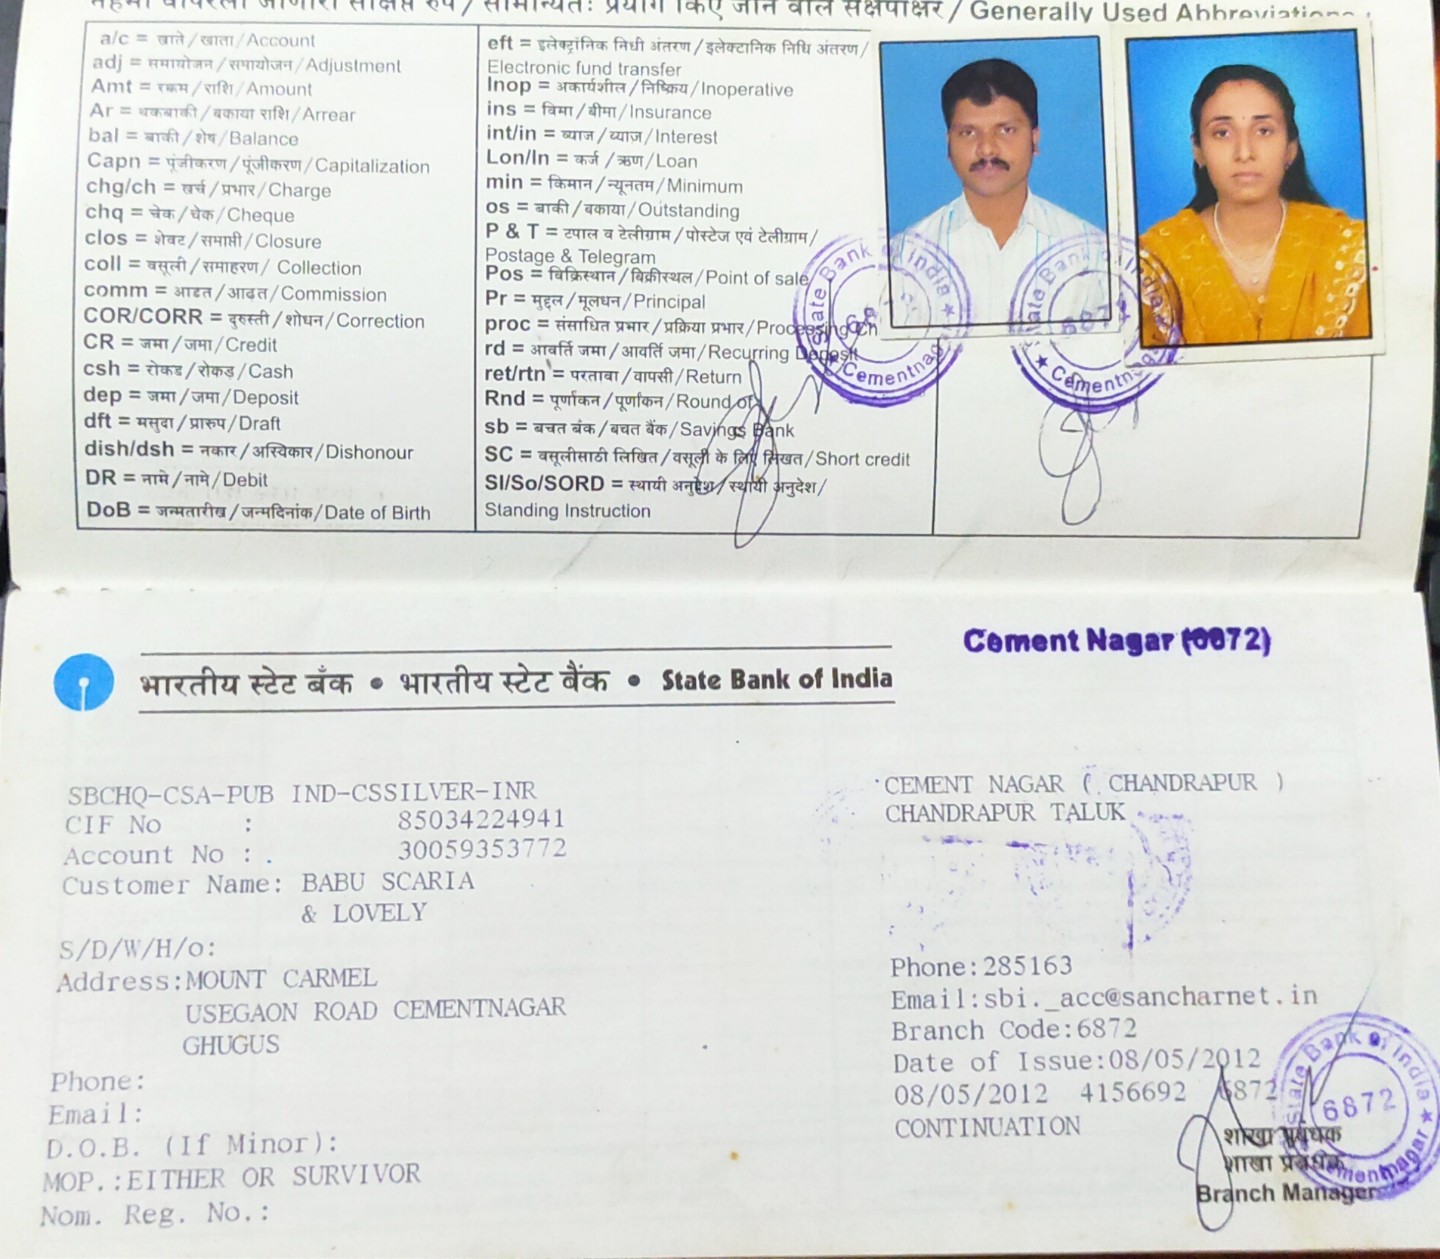 नेहमी वापरली जाणारी संक्षिप्त रुपे / सामान्यतः प्रयोग किए जाने वाले संक्षेपाक्षर / Generally Used Abbreviations :
a/c = खाते/खाता/Account
adj = समायोजन/समायोजन/Adjustment
Amt = रक्कम/राशि/Amount
Ar = थकबाकी/बकाया राशि/Arrear
bal = बाकी/शेष/Balance
Capn = पूंजीकरण/पूंजीकरण/Capitalization
chg/ch = खर्च/प्रभार/Charge
chq = चेक/चेक/Cheque
clos = शेवट/समाप्ती/Closure
coll = वसूली/समाहरण/ Collection
comm = आडत/आढ़त/Commission
COR/CORR = दुरुस्ती/शोधन/Correction
CR = जमा/जमा/Credit
csh = रोकड/रोकड़/Cash
dep = जमा/जमा/Deposit
dft = मसुदा/प्रारुप/Draft
dish/dsh = नकार/अस्विकार/Dishonour
DR = नामे/नामे/Debit
DoB = जन्मतारीख/जन्मदिनांक/Date of Birth
eft = इलेक्ट्रांनिक निधी अंतरण/इलेक्टानिक निधि अंतरण/
Electronic fund transfer
Inop = अकार्यशील/निष्क्रिय/Inoperative
ins = विमा/बीमा/Insurance
int/in = व्याज/ब्याज़/Interest
Lon/ln = कर्ज/ऋण/Loan
min = किमान/न्यूनतम/Minimum
os = बाकी/बकाया/Outstanding
P & T = टपाल व टेलीग्राम/पोस्टेज एवं टेलीग्राम/
Postage & Telegram
Pos = विक्रिस्थान/बिक्रीस्थल/Point of sale
Pr = मुद्दल/मूलधन/Principal
proc = संसाधित प्रभार/प्रक्रिया प्रभार/Proceesing Ch
rd = आवर्ति जमा/आवर्ति जमा/Recurring Deposit
ret/rtn = परतावा/वापसी/Return
Rnd = पूर्णांकन/पूर्णांकन/Round of
sb = बचत बंक/बचत बैंक/Savings Bank
SC = वसूलीसाठी लिखित/वसूली के लिए लिखत/Short credit
SI/So/SORD = स्थायी अनुदेश/स्थायी अनुदेश/
Standing Instruction
State Bank of India
Cementnagar
State Bank of India
6872
Cementnagar
Cement Nagar (6872)
भारतीय स्टेट बँक • भारतीय स्टेट बैंक • State Bank of India
SBCHQ-CSA-PUB IND-CSSILVER-INR
CIF No : 85034224941
Account No : . 30059353772
Customer Name: BABU SCARIA
& LOVELY
S/D/W/H/o:
Address:MOUNT CARMEL
USEGAON ROAD CEMENTNAGAR
GHUGUS
Phone:
Email:
D.O.B. (If Minor):
MOP.:EITHER OR SURVIVOR
Nom. Reg. No.:
CEMENT NAGAR ( CHANDRAPUR )
CHANDRAPUR TALUK
Phone:285163
Email:sbi._acc@sancharnet.in
Branch Code:6872
Date of Issue:08/05/2012
08/05/2012 4156692 6872
CONTINUATION
State Bank of India
6872
Cementnagar
शाखा प्रबंधक
शाखा प्रबंधक
Branch Manager